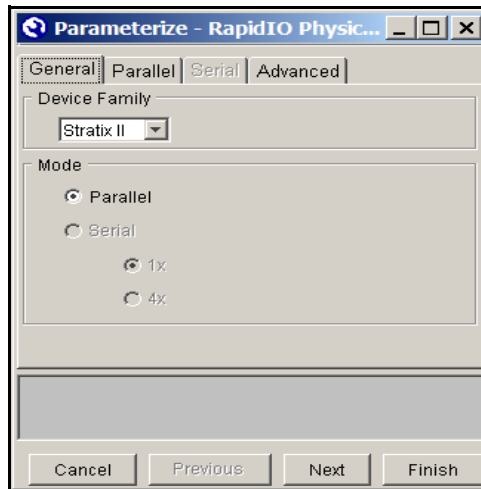 Parameterize - RapidIO Physic...
General Parallel Serial Advanced
Device Family
Stratix II
Mode
Parallel
Serial
1x
4x
Cancel Previous Next Finish